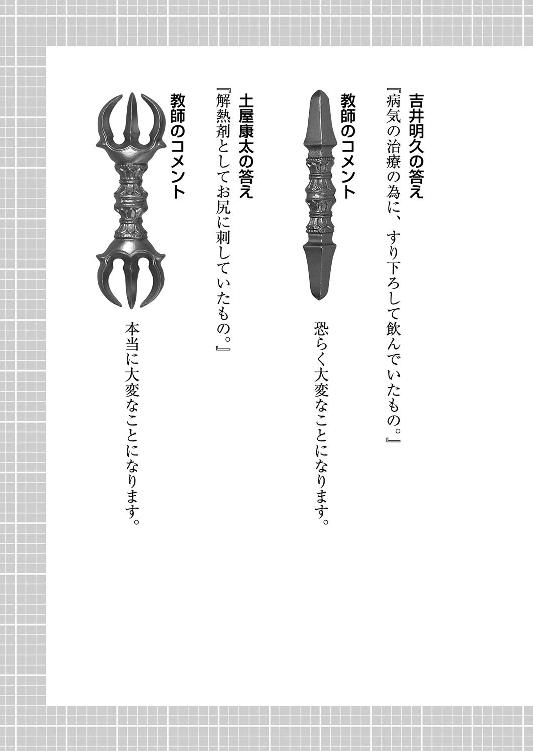 吉井明久の答え
『病気の治療の為に、すり下ろして飲んでいたもの。』
教師のコメント
恐らく大変なことになります。
土屋康太の答え
『解熱剤としてお尻に刺していたもの。』
教師のコメント
本当に大変なことになります。